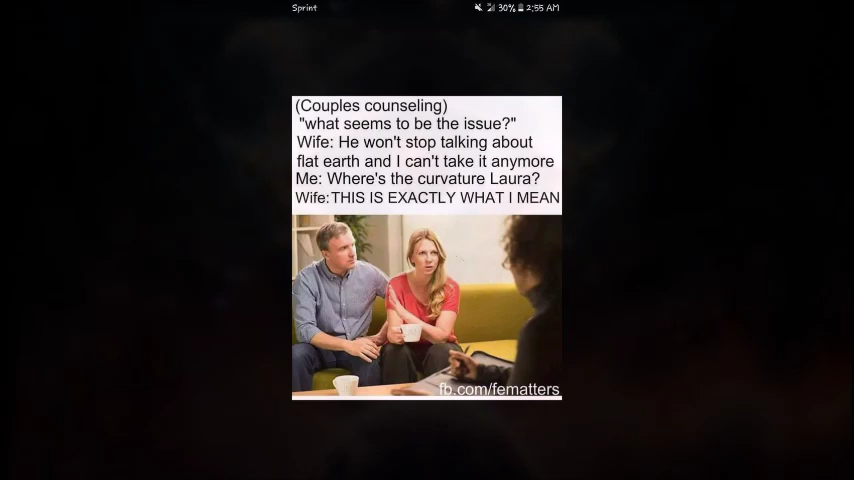 Sprint 30% 2:55 AM
(Couples counseling)
"what seems to be the issue?"
Wife: He won't stop talking about
flat earth and I can't take it anymore
Me: Where's the curvature Laura?
Wife: THIS IS EXACTLY WHAT I MEAN
fb.com/fematters